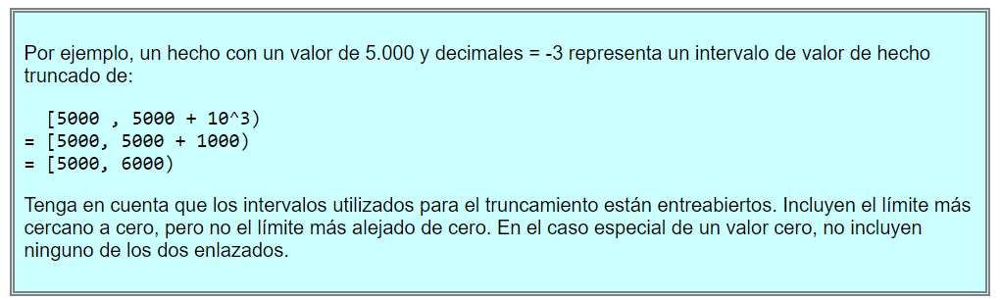 Por ejemplo, un hecho con un valor de 5.000 y decimales = -3 representa un intervalo de valor de hecho
truncado de:
[5000 , 5000 + 10^3)
= [5000, 5000 + 1000)
= [5000, 6000)
Tenga en cuenta que los intervalos utilizados para el truncamiento están entreabiertos. Incluyen el límite más
cercano a cero, pero no el límite más alejado de cero. En el caso especial de un valor cero, no incluyen
ninguno de los dos enlazados.